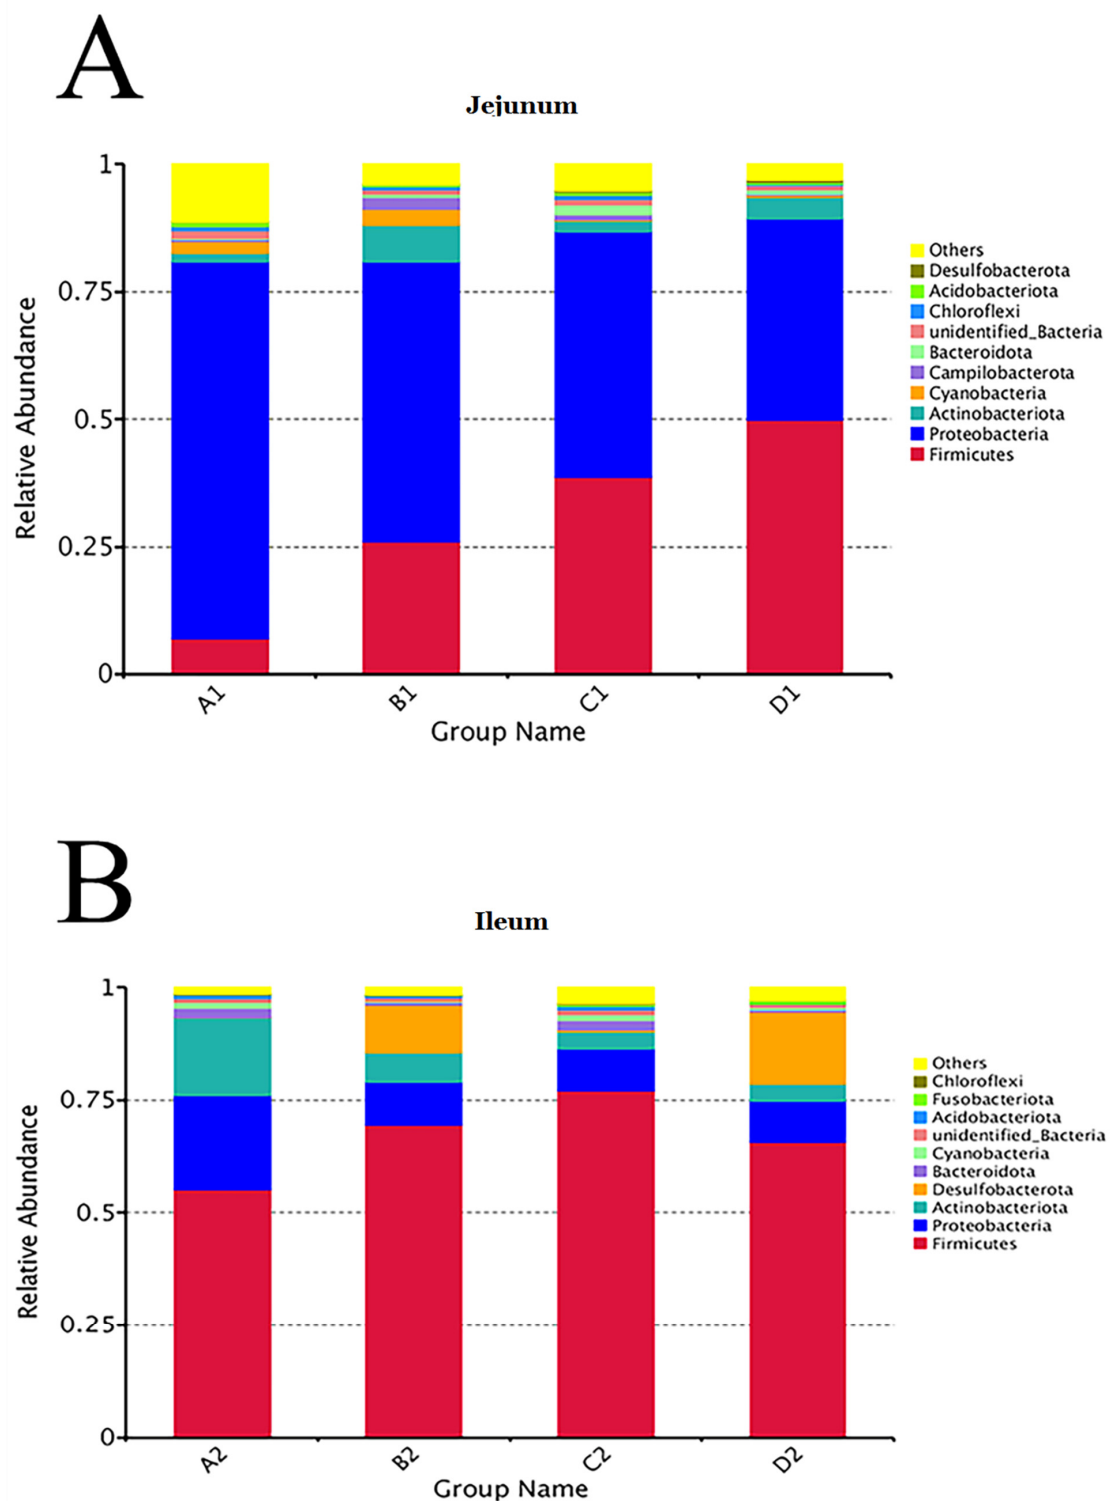 A
Jejunum
1
0.75
0.5
0.25
0
Relative Abundance
A1
B1
C1
D1
Group Name
Others
Desulfobacterota
Acidobacteriota
Chloroflexi
unidentified_Bacteria
Bacteroidota
Campilobacterota
Cyanobacteria
Actinobacteriota
Proteobacteria
Firmicutes
B
Ileum
1
0.75
0.5
0.25
0
Relative Abundance
A2
B2
C2
D2
Group Name
Others
Chloroflexi
Fusobacteriota
Acidobacteriota
unidentified_Bacteria
Cyanobacteria
Bacteroidota
Desulfobacterota
Actinobacteriota
Proteobacteria
Firmicutes